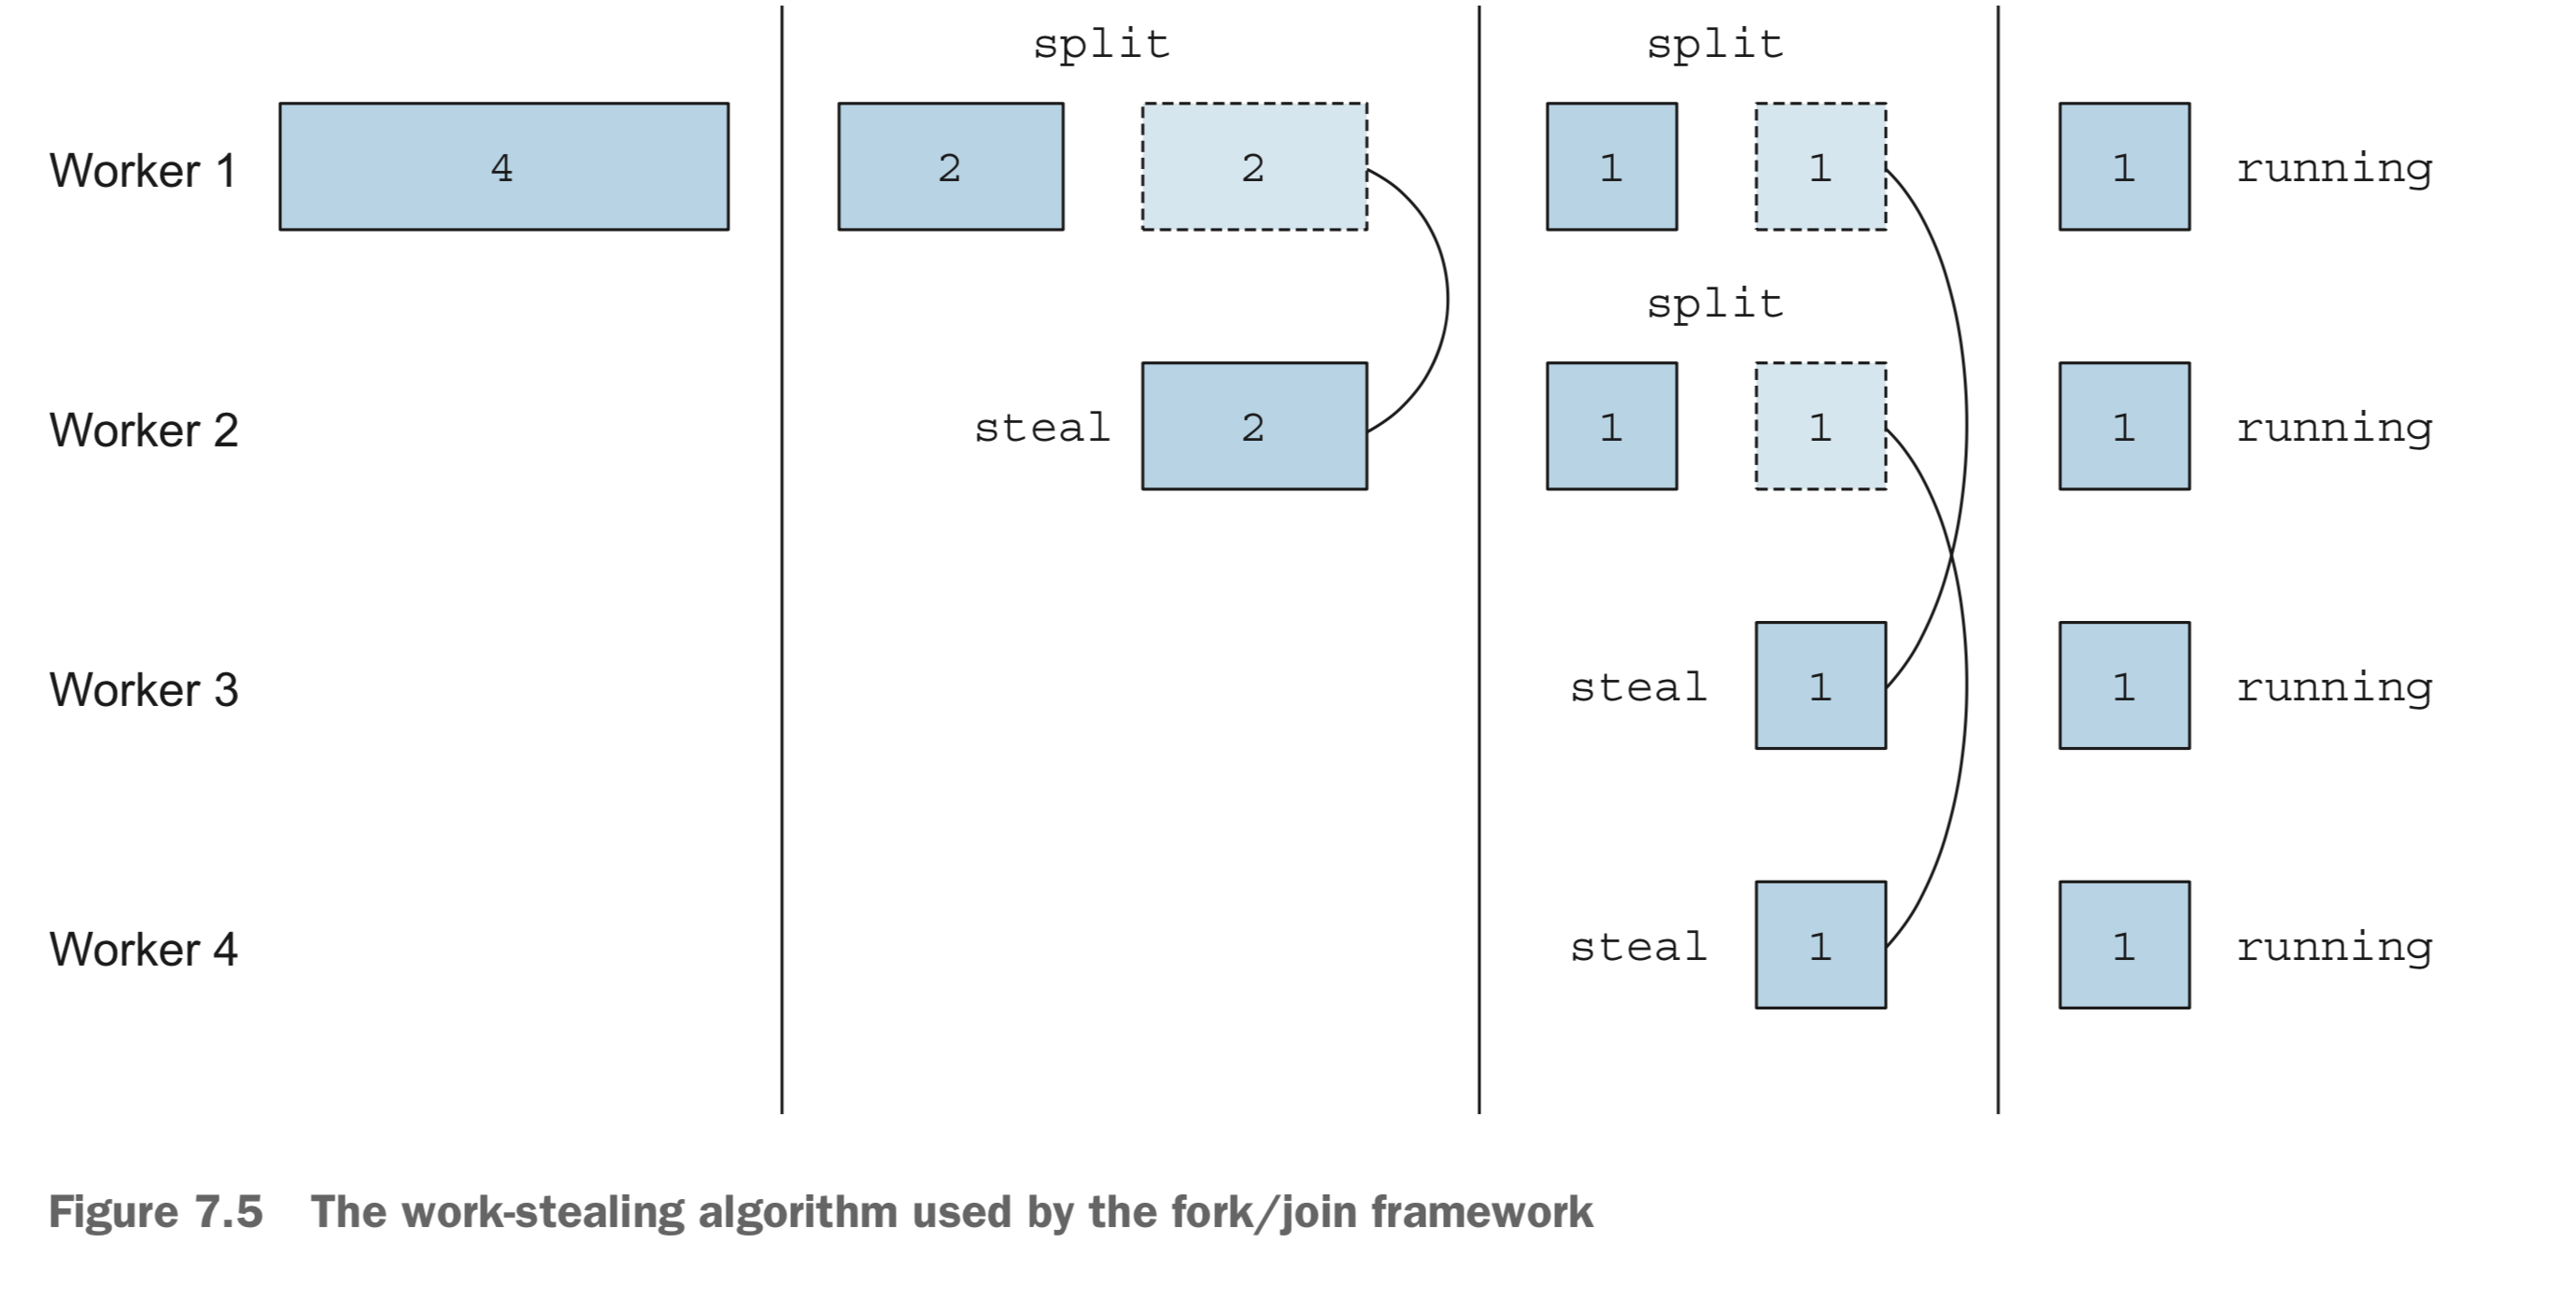 split split
Worker 1 4 2 2 1 1 1 running
split
Worker 2 steal 2 1 1 1 running
Worker 3 steal 1 1 running
Worker 4 steal 1 1 running
Figure 7.5 The work-stealing algorithm used by the fork/join framework